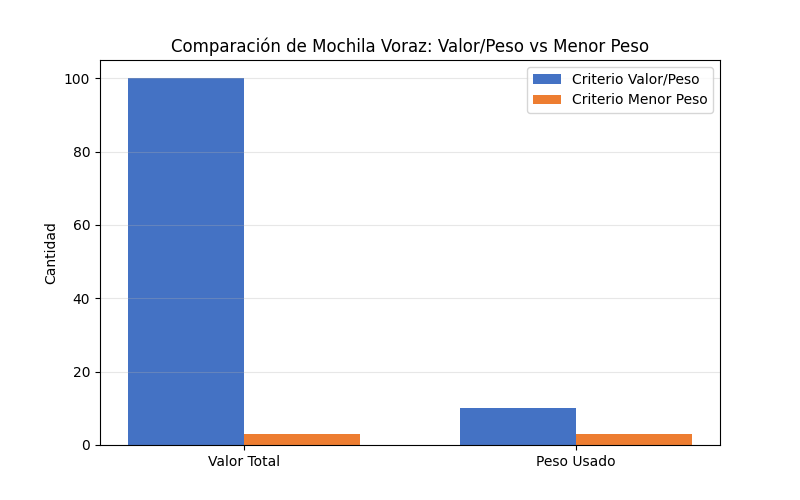 Comparación de Mochila Voraz: Valor/Peso vs Menor Peso
Criterio Valor/Peso
Criterio Menor Peso
Cantidad
100
80
60
40
20
0
Valor Total
Peso Usado